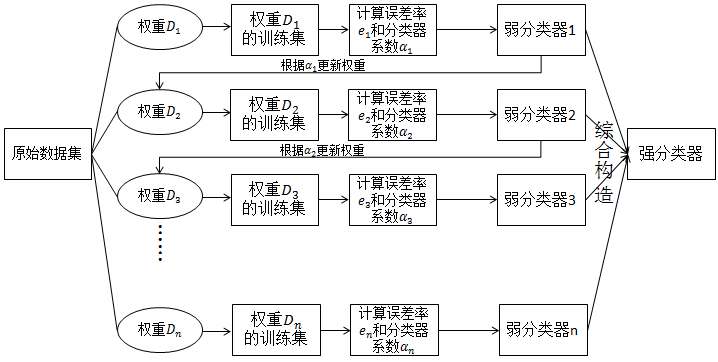 权重D₁
权重D₁
的训练集
计算误差率
e₁和分类器
系数α₁
弱分类器1
根据α₁更新权重
权重D₂
权重D₂
的训练集
计算误差率
e₂和分类器
系数α₂
弱分类器2
根据α₂更新权重
原始数据集
综合构造
强分类器
权重D₃
权重D₃
的训练集
计算误差率
e₃和分类器
系数α₃
弱分类器3
……
权重Dₙ
权重Dₙ
的训练集
计算误差率
eₙ和分类器
系数αₙ
弱分类器n